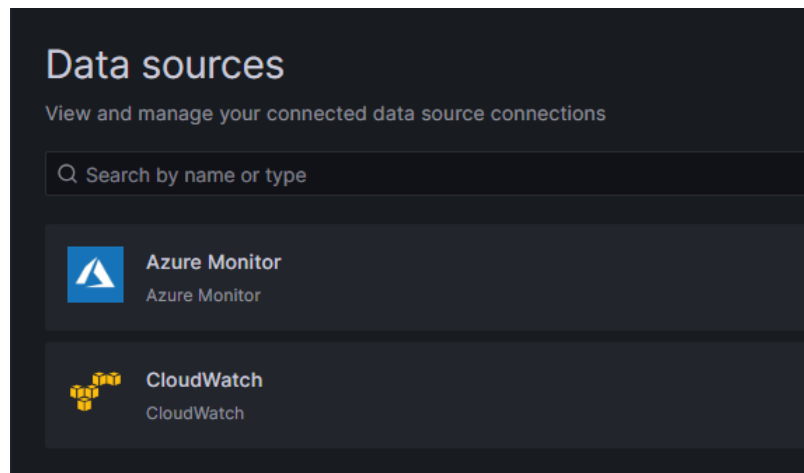 Data sources
View and manage your connected data source connections
Search by name or type
Azure Monitor
Azure Monitor
CloudWatch
CloudWatch